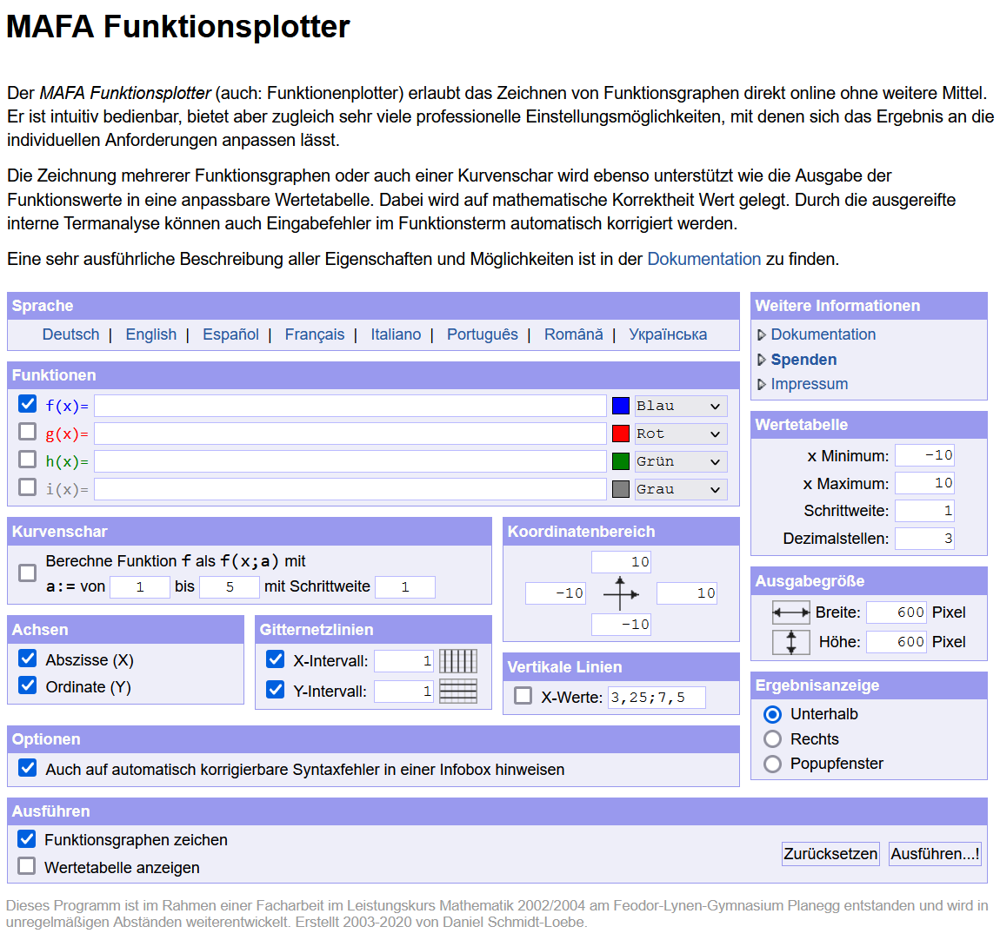 MAFA Funktionsplotter
Der MAFA Funktionsplotter (auch: Funktionenplotter) erlaubt das Zeichnen von Funktionsgraphen direkt online ohne weitere Mittel.
Er ist intuitiv bedienbar, bietet aber zugleich sehr viele professionelle Einstellungsmöglichkeiten, mit denen sich das Ergebnis an die
individuellen Anforderungen anpassen lässt.
Die Zeichnung mehrerer Funktionsgraphen oder auch einer Kurvenschar wird ebenso unterstützt wie die Ausgabe der
Funktionswerte in eine anpassbare Wertetabelle. Dabei wird auf mathematische Korrektheit Wert gelegt. Durch die ausgereifte
interne Termanalyse können auch Eingabefehler im Funktionsterm automatisch korrigiert werden.
Eine sehr ausführliche Beschreibung aller Eigenschaften und Möglichkeiten ist in der Dokumentation zu finden.
Sprache
Deutsch | English | Español | Français | Italiano | Português | Română | Українська
Funktionen
f(x)= Blau
g(x)= Rot
h(x)= Grün
i(x)= Grau
Kurvenschar
Berechne Funktion f als f(x;a) mit
a:= von 1 bis 5 mit Schrittweite 1
Koordinatenbereich
10
-10 10
-10
Achsen
Abszisse (X)
Ordinate (Y)
Gitternetzlinien
X-Intervall: 1
Y-Intervall: 1
Vertikale Linien
X-Werte: 3,25;7,5
Optionen
Auch auf automatisch korrigierbare Syntaxfehler in einer Infobox hinweisen
Weitere Informationen
Dokumentation
Spenden
Impressum
Wertetabelle
x Minimum: -10
x Maximum: 10
Schrittweite: 1
Dezimalstellen: 3
Ausgabegröße
Breite: 600 Pixel
Höhe: 600 Pixel
Ergebnisanzeige
Unterhalb
Rechts
Popupfenster
Ausführen
Funktionsgraphen zeichen
Wertetabelle anzeigen
Zurücksetzen Ausführen...!
Dieses Programm ist im Rahmen einer Facharbeit im Leistungskurs Mathematik 2002/2004 am Feodor-Lynen-Gymnasium Planegg entstanden und wird in
unregelmäßigen Abständen weiterentwickelt. Erstellt 2003-2020 von Daniel Schmidt-Loebe.